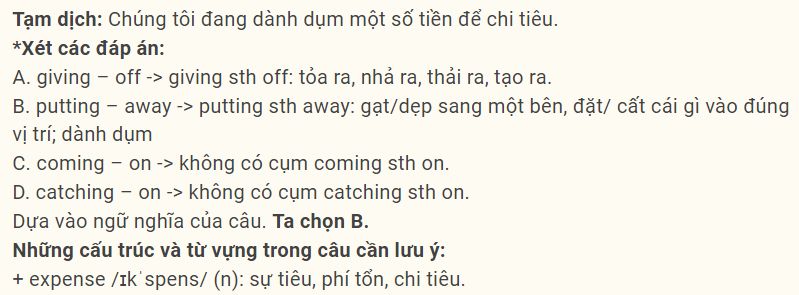 Tạm dịch: Chúng tôi đang dành dụm một số tiền để chi tiêu.
*Xét các đáp án:
A. giving – off -> giving sth off: tỏa ra, nhả ra, thải ra, tạo ra.
B. putting – away -> putting sth away: gạt/dẹp sang một bên, đặt/ cất cái gì vào đúng
vị trí; dành dụm
C. coming – on -> không có cụm coming sth on.
D. catching – on -> không có cụm catching sth on.
Dựa vào ngữ nghĩa của câu. Ta chọn B.
Những cấu trúc và từ vựng trong câu cần lưu ý:
+ expense /ɪkˈspens/ (n): sự tiêu, phí tổn, chi tiêu.